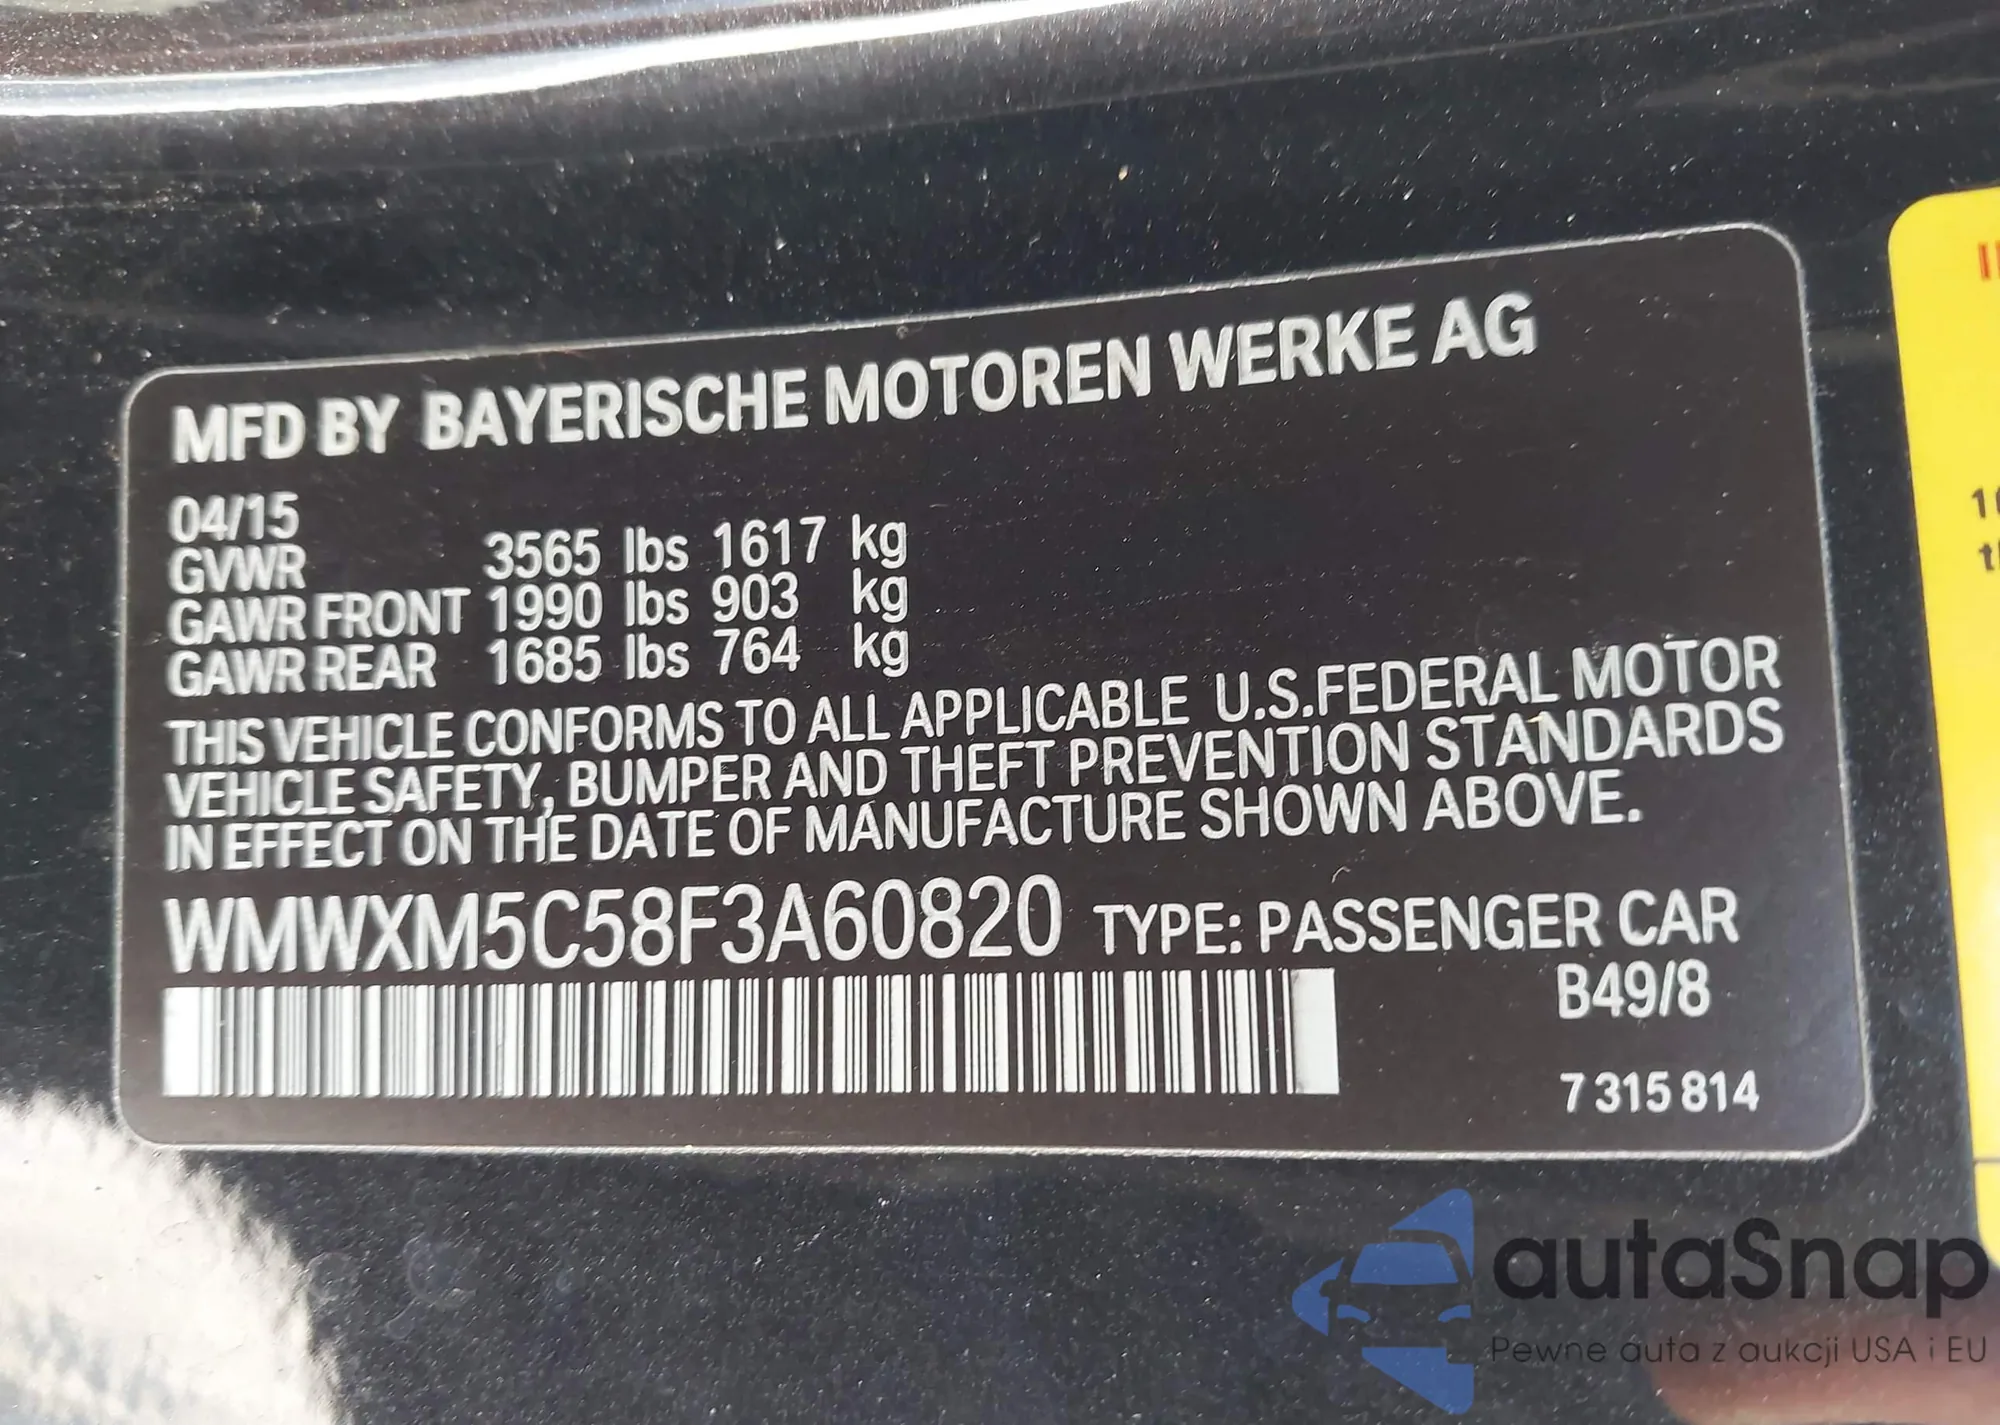 MFD BY BAYERISCHE MOTOREN WERKE AG
04/15
GVWR 3565 lbs 1617 kg
GAWR FRONT 1990 lbs 903 kg
GAWR REAR 1685 lbs 764 kg
THIS VEHICLE CONFORMS TO ALL APPLICABLE U.S.FEDERAL MOTOR
VEHICLE SAFETY, BUMPER AND THEFT PREVENTION STANDARDS
IN EFFECT ON THE DATE OF MANUFACTURE SHOWN ABOVE.
WMWXM5C58F3A60820 TYPE: PASSENGER CAR
B49/8
7 315 814
autaSnap
Pewne auta z aukcji USA i EU